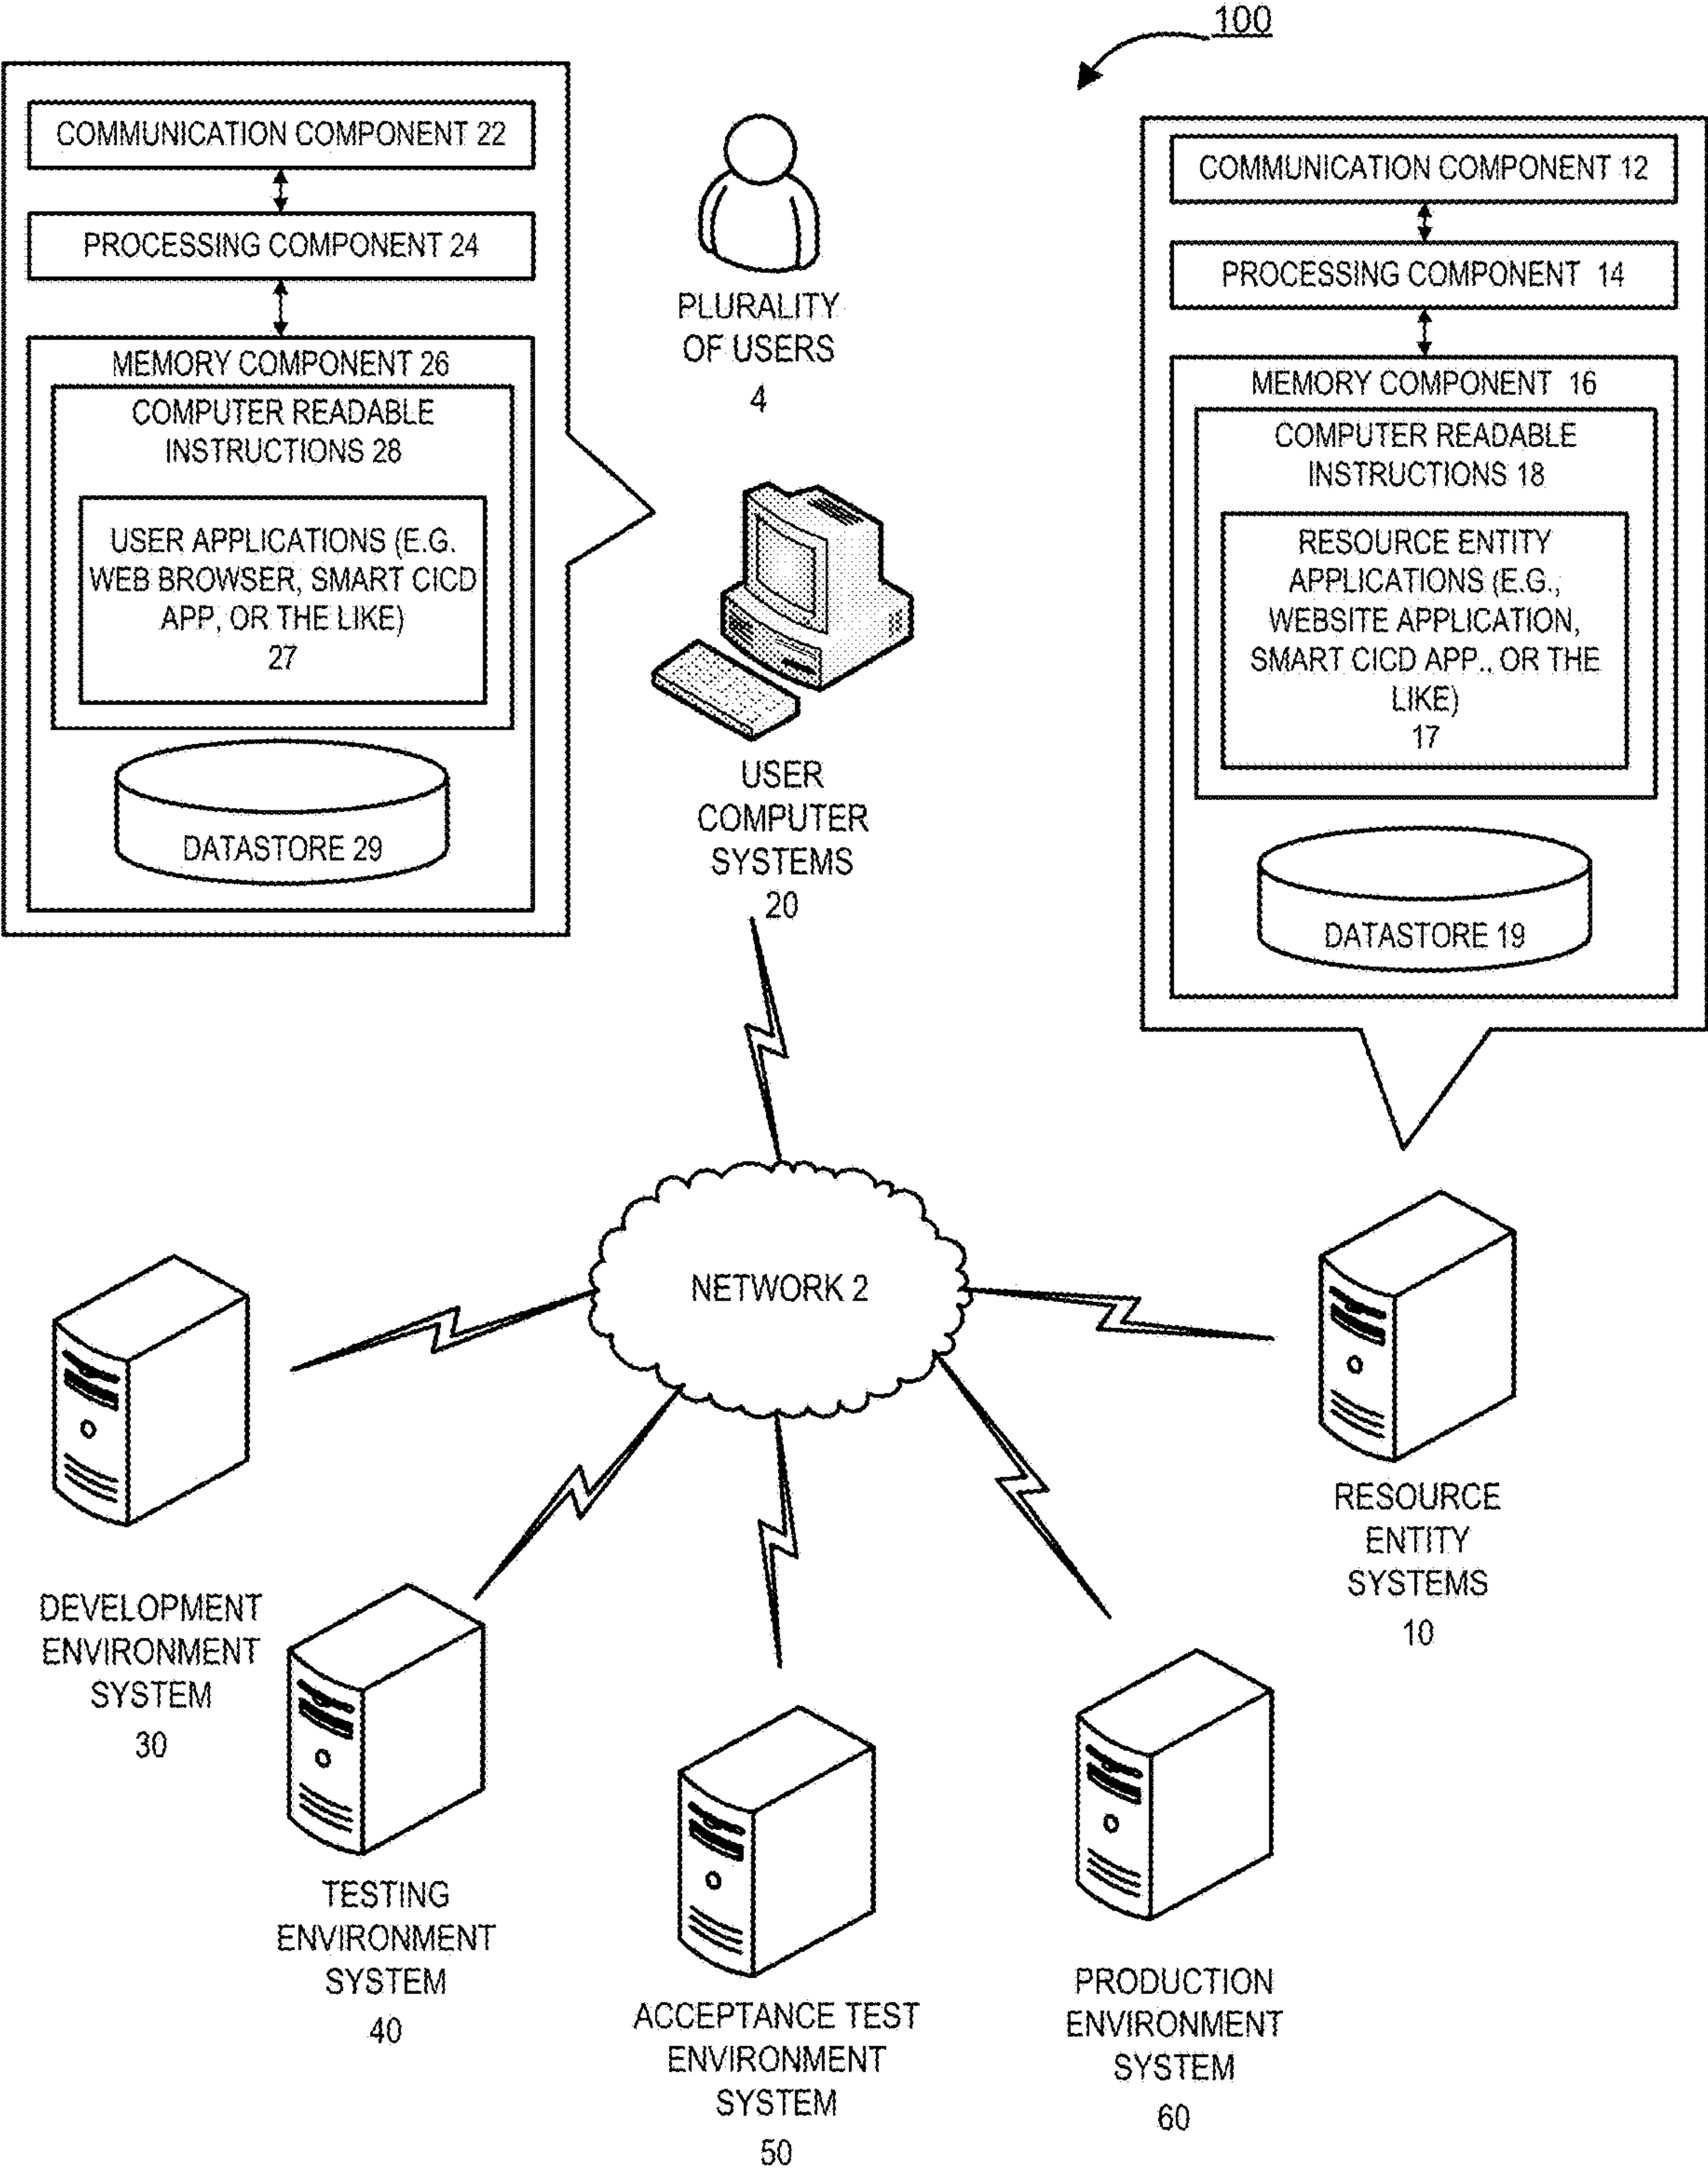 100
COMMUNICATION COMPONENT 22
PROCESSING COMPONENT 24
MEMORY COMPONENT 26
COMPUTER READABLE
INSTRUCTIONS 28
USER APPLICATIONS (E.G.
WEB BROWSER, SMART CICD
APP, OR THE LIKE)
27
DATASTORE 29
PLURALITY
OF USERS
4
USER
COMPUTER
SYSTEMS
20
COMMUNICATION COMPONENT 12
PROCESSING COMPONENT 14
MEMORY COMPONENT 16
COMPUTER READABLE
INSTRUCTIONS 18
RESOURCE ENTITY
APPLICATIONS (E.G.,
WEBSITE APPLICATION,
SMART CICD APP., OR THE
LIKE)
17
DATASTORE 19
NETWORK 2
RESOURCE
ENTITY
SYSTEMS
10
DEVELOPMENT
ENVIRONMENT
SYSTEM
30
TESTING
ENVIRONMENT
SYSTEM
40
ACCEPTANCE TEST
ENVIRONMENT
SYSTEM
50
PRODUCTION
ENVIRONMENT
SYSTEM
60